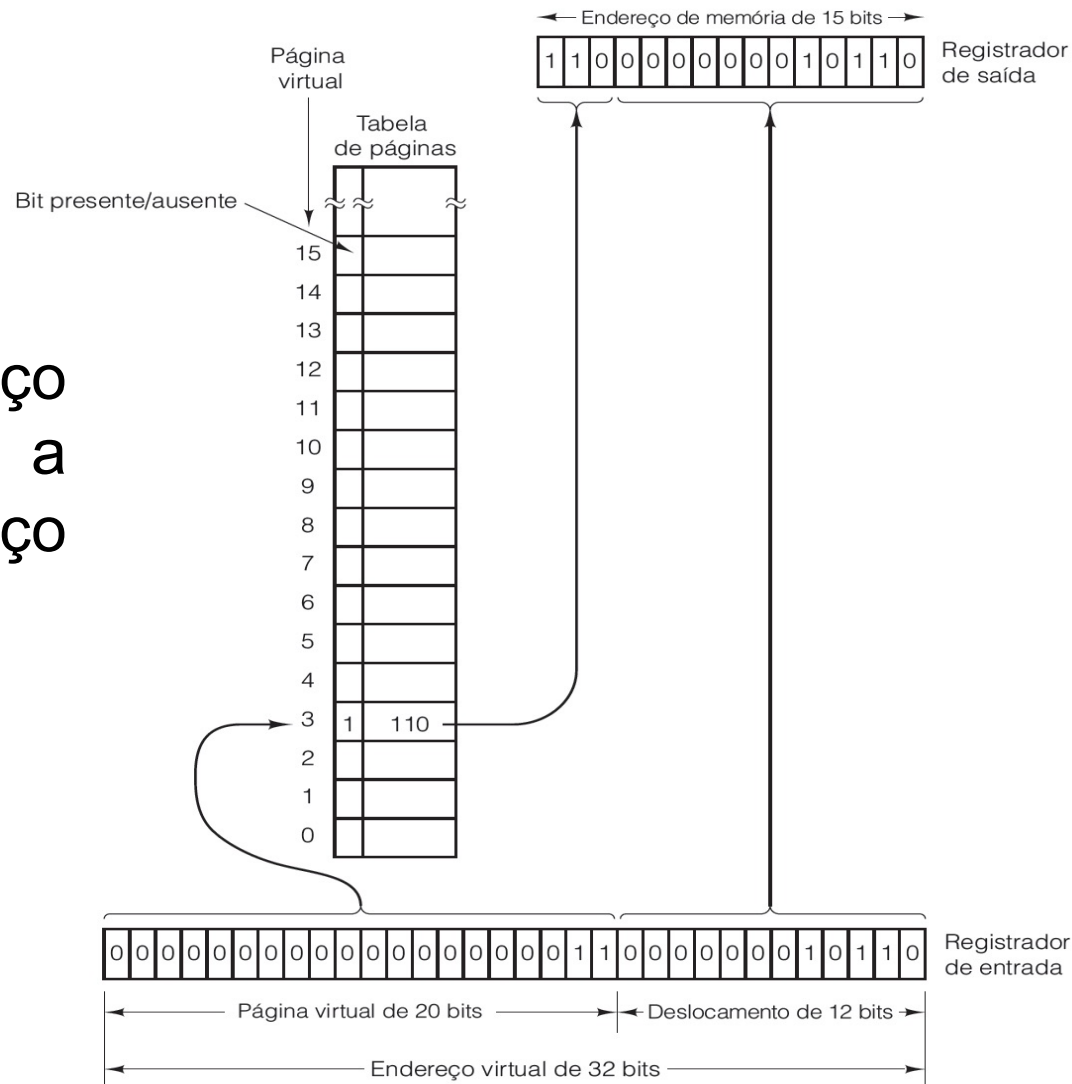 Endereço de memória de 15 bits
1 1 0 0 0 0 0 0 0 0 1 0 1 1 0
Registrador
de saída
Página
virtual
Tabela
de páginas
Bit presente/ausente
15
14
13
12
11
10
9
8
7
6
5
4
3 1 110
2
1
0
ço
a
ço
0 0 0 0 0 0 0 0 0 0 0 0 0 0 0 0 0 0 1 1 0 0 0 0 0 0 0 1 0 1 1 0
Registrador
de entrada
Página virtual de 20 bits
Deslocamento de 12 bits
Endereço virtual de 32 bits